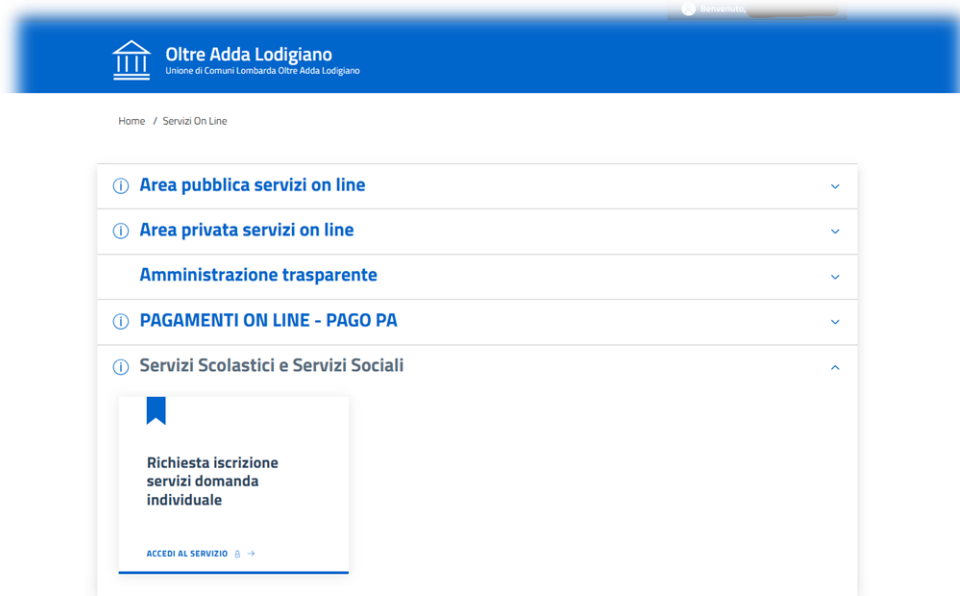 Benvenuto,
Oltre Adda Lodigiano
Unione di Comuni Lombarda Oltre Adda Lodigiano
Home / Servizi On Line
Area pubblica servizi on line
Area privata servizi on line
Amministrazione trasparente
PAGAMENTI ON LINE - PAGO PA
Servizi Scolastici e Servizi Sociali
Richiesta iscrizione
servizi domanda
individuale
ACCEDI AL SERVIZIO